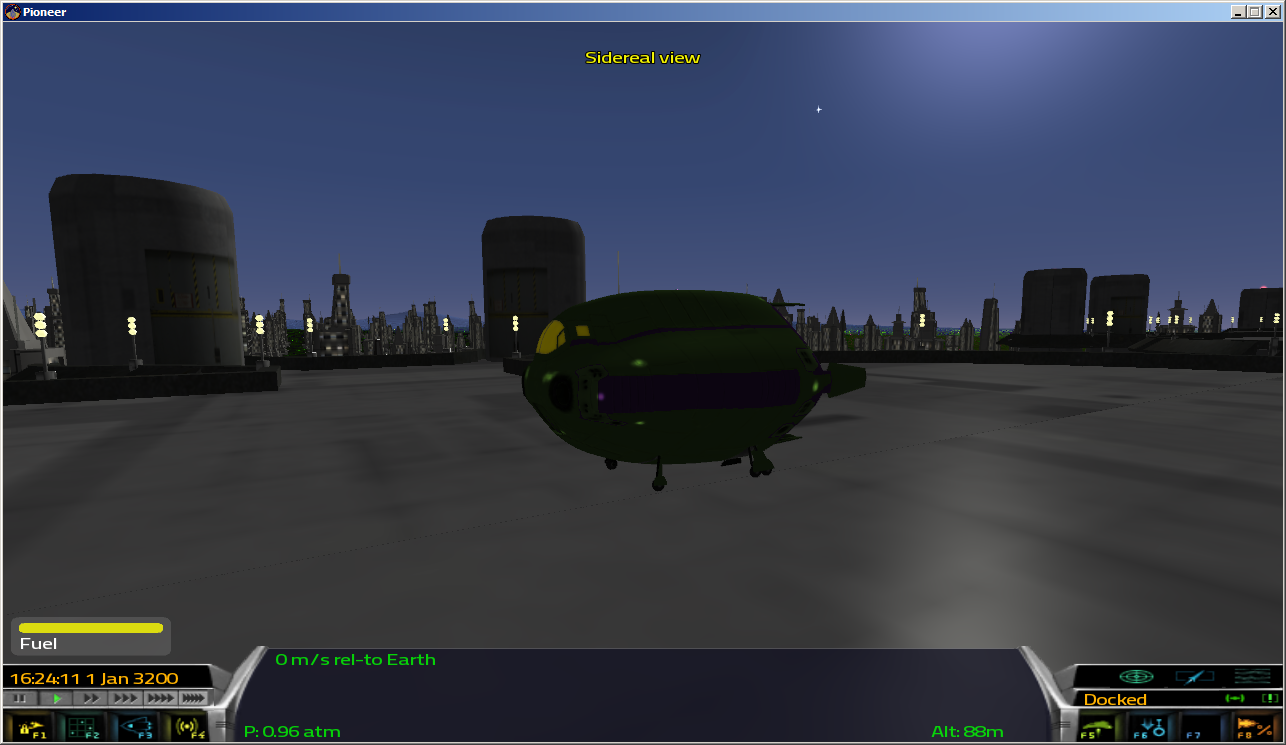 Pioneer
Sidereal view
Fuel
0 m/s rel-to Earth
16:24:11 1 Jan 3200
Docked
P: 0.96 atm
Alt: 88m
F1
F2
F3
F4
F5
F6
F7
F8